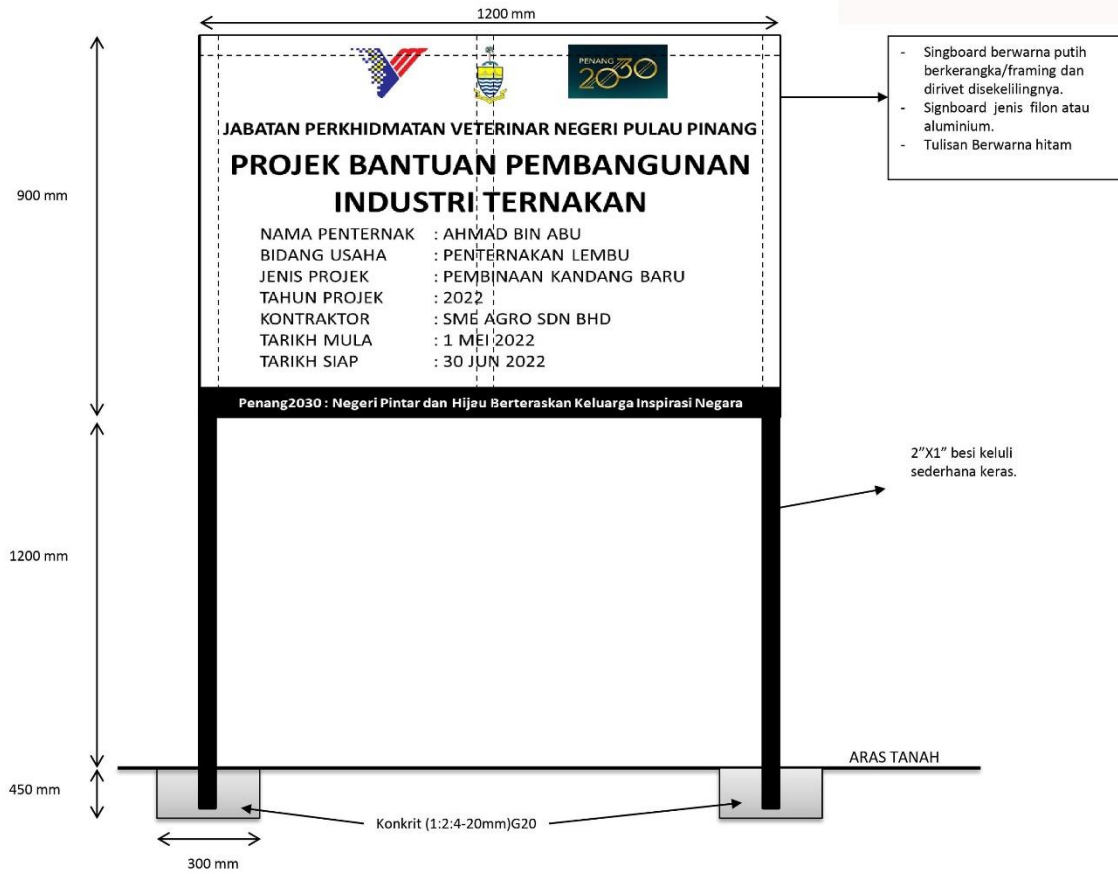 1200 mm
PENANG
2030
- Singboard berwarna putih
berkerangka/framing dan
dirivet disekelilingnya.
- Signboard jenis filon atau
aluminium.
- Tulisan Berwarna hitam
JABATAN PERKHIDMATAN VETERINAR NEGERI PULAU PINANG
PROJEK BANTUAN PEMBANGUNAN
INDUSTRI TERNAKAN
900 mm
NAMA PENTERNAK : AHMAD BIN ABU
BIDANG USAHA : PENTERNAKAN LEMBU
JENIS PROJEK : PEMBINAAN KANDANG BARU
TAHUN PROJEK : 2022
KONTRAKTOR : SME AGRO SDN BHD
TARIKH MULA : 1 MEI 2022
TARIKH SIAP : 30 JUN 2022
Penang2030 : Negeri Pintar dan Hijau Berteraskan Keluarga Inspirasi Negara
2”X1” besi keluli
sederhana keras.
1200 mm
ARAS TANAH
450 mm
Konkrit (1:2:4-20mm)G20
300 mm